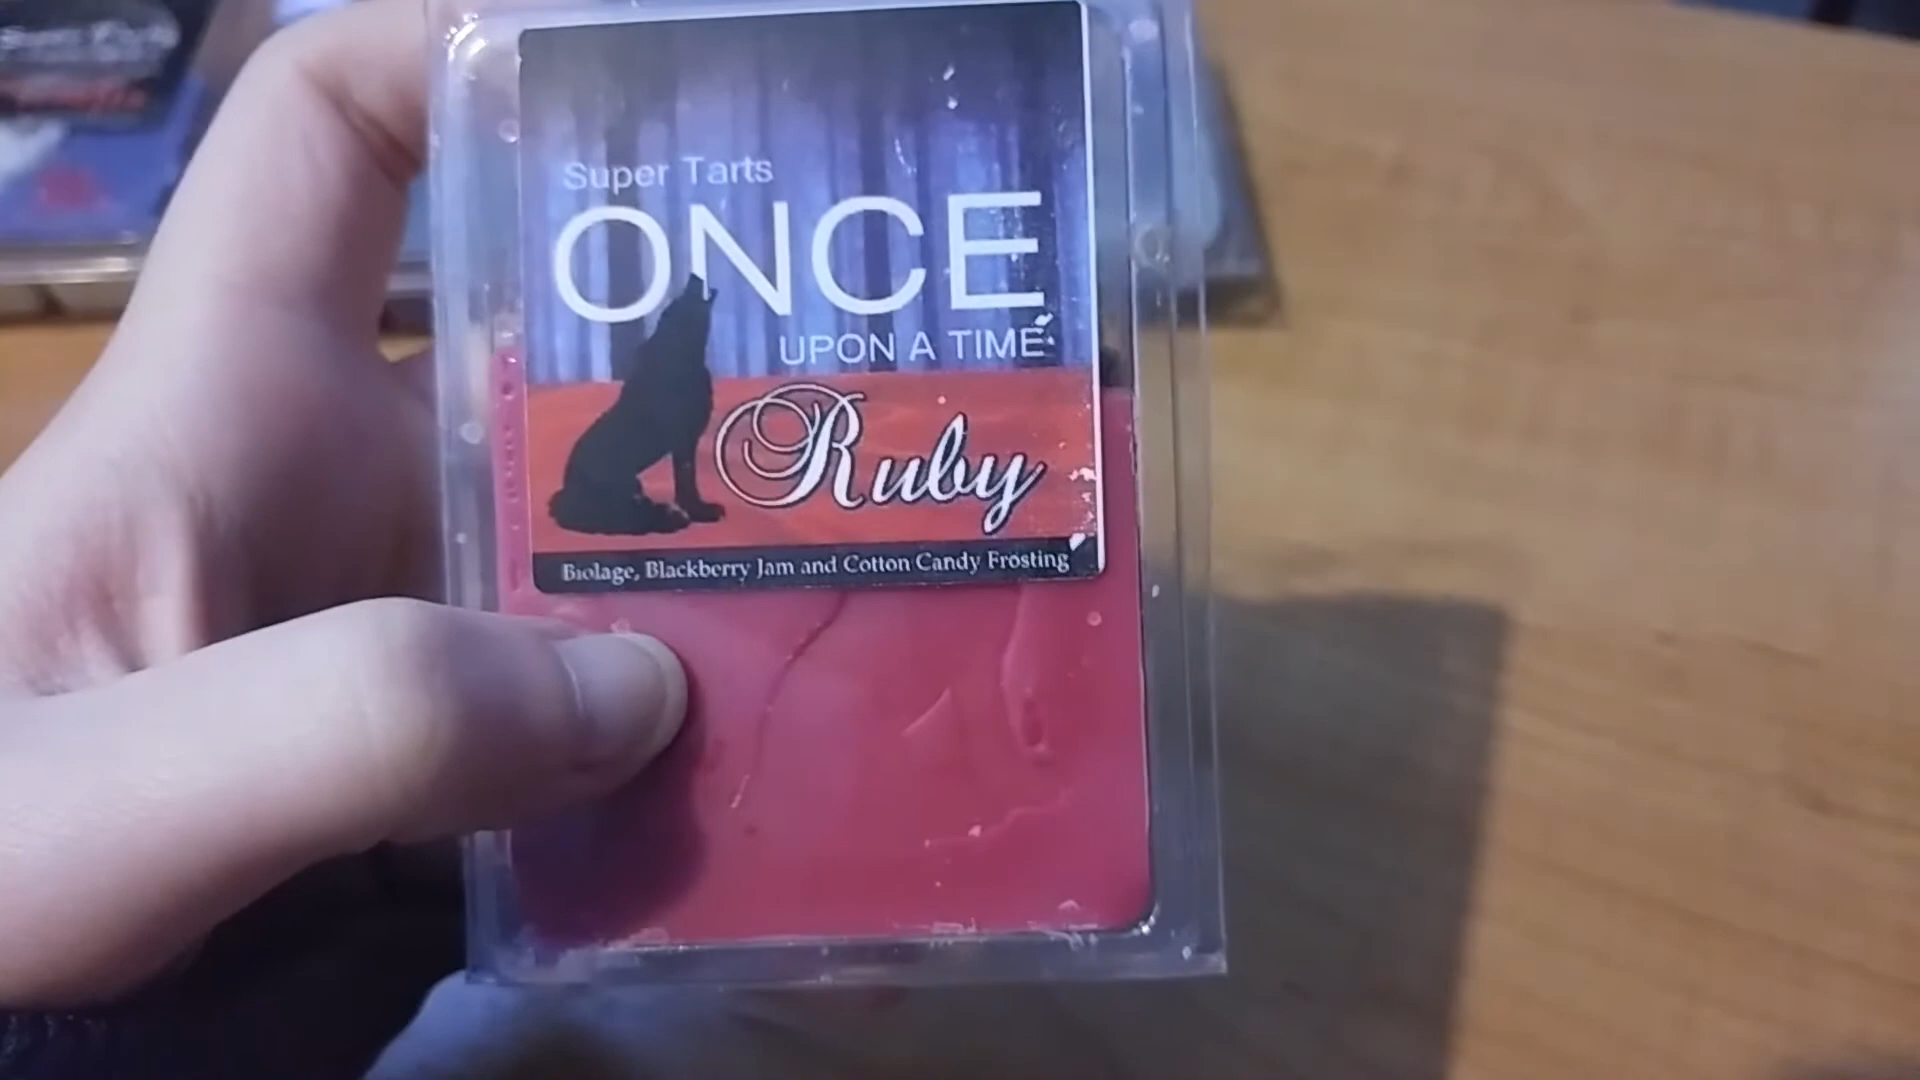 Super Tarts
ONCE
UPON A TIME
Ruby
Biolage, Blackberry Jam and Cotton Candy Frosting